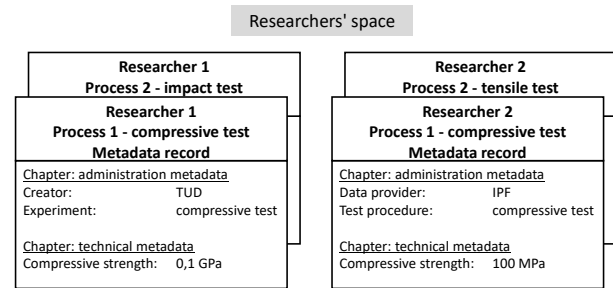 Researchers' space
Researcher 1
Process 2 - impact test
Researcher 1
Process 1 - compressive test
Metadata record
Chapter: administration metadata
Creator: TUD
Experiment: compressive test
Chapter: technical metadata
Compressive strength: 0,1 GPa
Researcher 2
Process 2 - tensile test
Researcher 2
Process 1 - compressive test
Metadata record
Chapter: administration metadata
Data provider: IPF
Test procedure: compressive test
Chapter: technical metadata
Compressive strength: 100 MPa